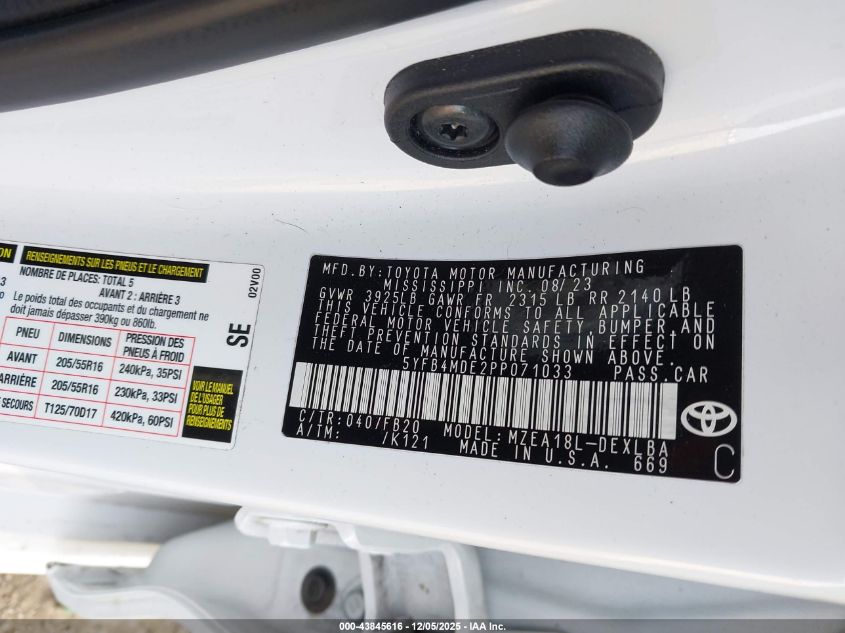 ON
RENSEIGNEMENTS SUR LES PNEUS ET LE CHARGEMENT
NOMBRE DE PLACES: TOTAL 5
AVANT 2 : ARRIÈRE 3
Le poids total des occupants et du chargement ne
doit jamais dépasser 390kg ou 860lb.
PNEU DIMENSIONS PRESSION DES PNEUS À FROID
AVANT 205/55R16 240kPa, 35PSI
ARRIÈRE 205/55R16 230kPa, 33PSI
SECOURS T125/70D17 420kPa, 60PSI
VOIR LE MANUEL
DE L'USAGER
POUR PLUS DE
RENSEIGNEMENTS
SE
02V00
MFD.BY:TOYOTA MOTOR MANUFACTURING
MISSISSIPPI INC. 08/23
GVWR 3925LB GAWR FR 2315 LB RR 2140 LB
THIS VEHICLE CONFORMS TO ALL APPLICABLE
FEDERAL MOTOR VEHICLE SAFETY, BUMPER, AND
THEFT PREVENTION STANDARDS IN EFFECT ON
THE DATE OF MANUFACTURE SHOWN ABOVE.
5YFB4MDE2PP071033 PASS.CAR
C/TR:040/FB20 MODEL:MZEA18L-DEXLBA
A/TM: /K121 MADE IN U.S.A. 669
C
000-43845616 - 12/05/2025 - IAA Inc.